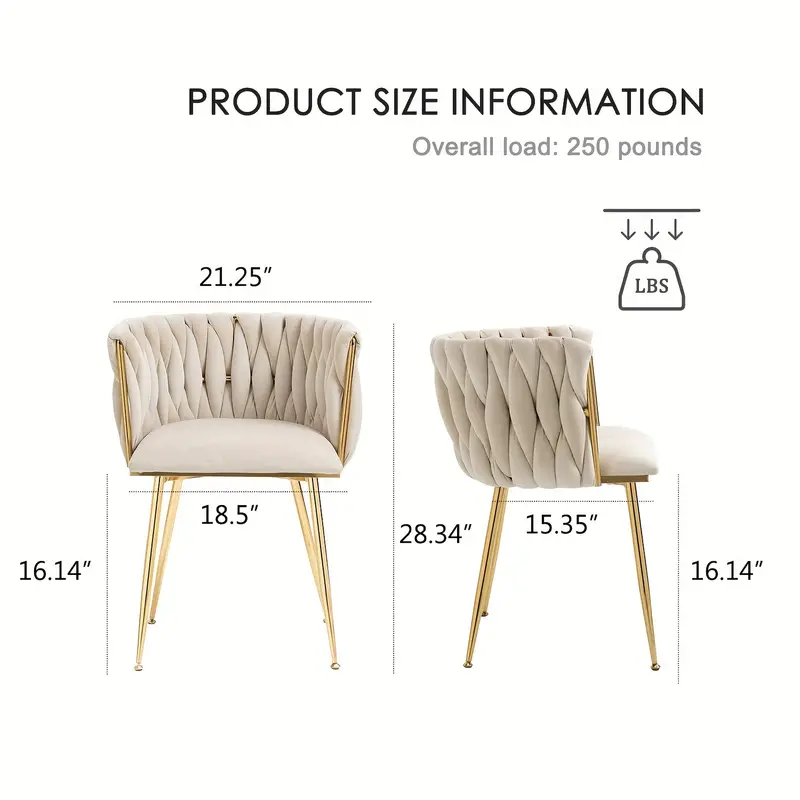 PRODUCT SIZE INFORMATION
Overall load: 250 pounds
LBS
21.25″
18.5″
16.14″
28.34″
15.35″
16.14″